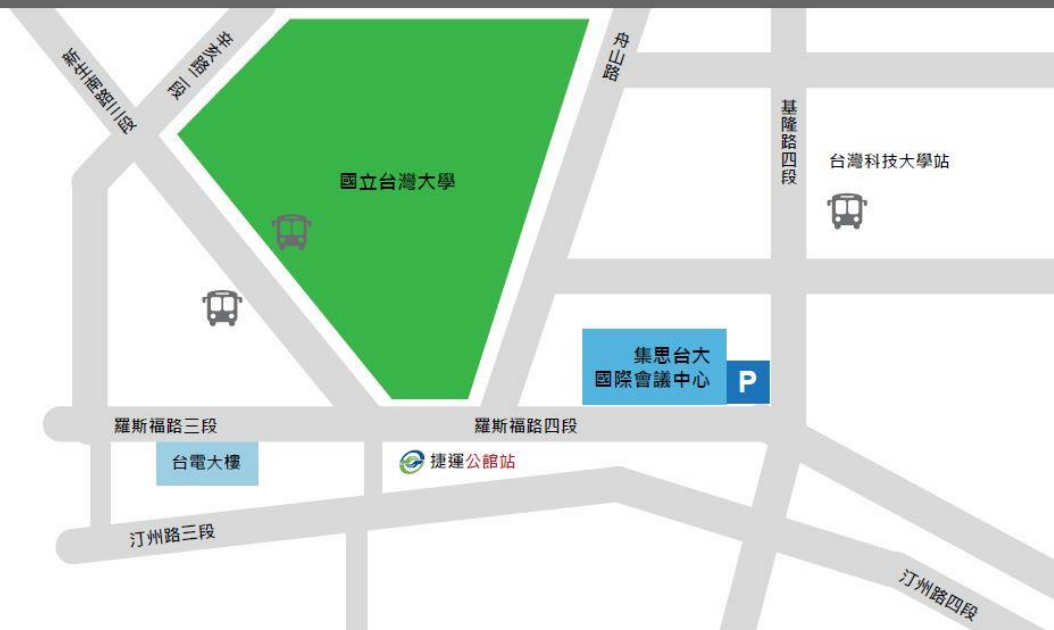 新生南路三段
辛亥路一段
舟山路
基隆路四段
台灣科技大學站
國立台灣大學
集思台大
國際會議中心
P
羅斯福路三段
羅斯福路四段
台電大樓
捷運公館站
汀州路三段
汀州路四段